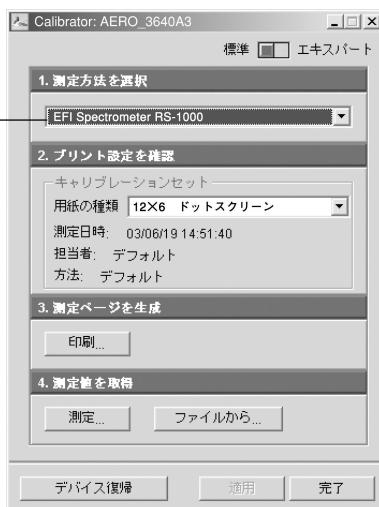 Calibrator: AERO_3640A3
標準 エキスパート
1. 測定方法を選択
EFI Spectrometer RS-1000
2. プリント設定を確認
キャリブレーションセット
用紙の種類 12×6 ドットスクリーン
測定日時: 03/06/19 14:51:40
担当者: デフォルト
方法: デフォルト
3. 測定ページを生成
印刷...
4. 測定値を取得
測定... ファイルから...
デバイス復帰 適用 完了